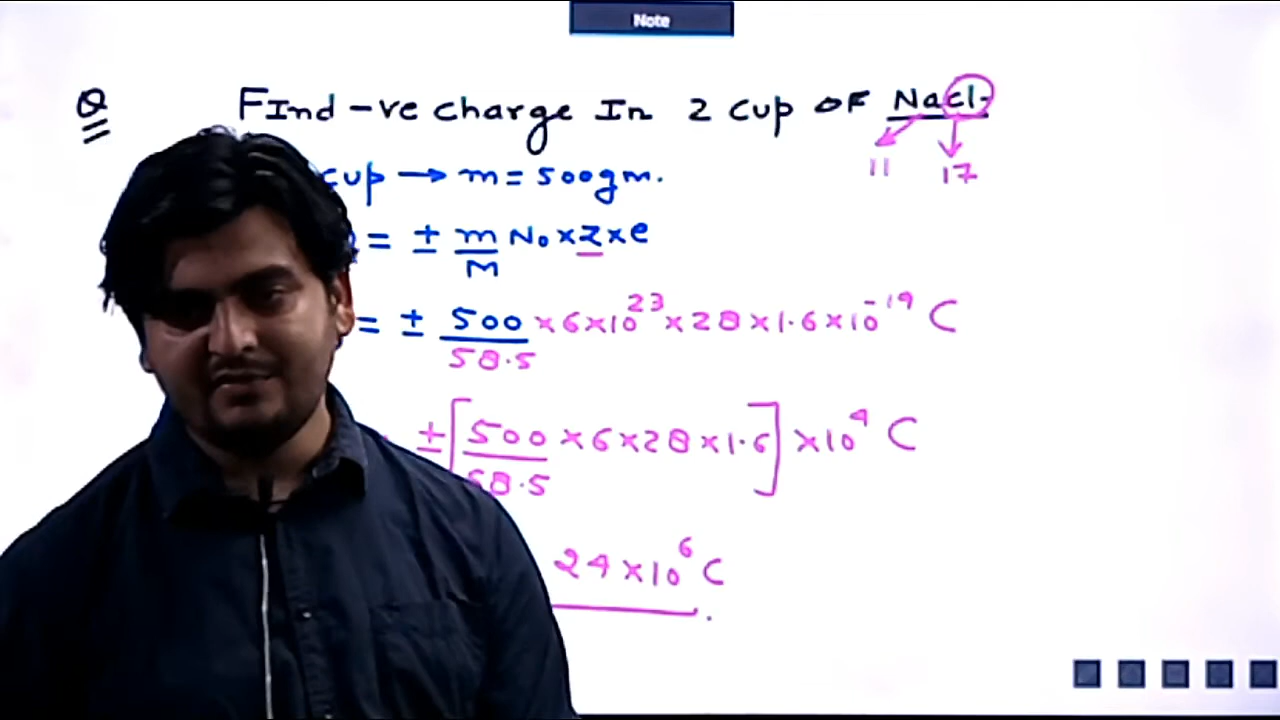 Note
Q FInd -ve charge In 2 cup oF Nacl.
11 17
cup → m = 500gm.
= ± m/M N₀ × z × e
= ± 500/58.5 × 6 × 10²³ × 28 × 1.6 × 10⁻¹⁹ C
± [500/58.5 × 6 × 28 × 1.6] × 10⁴ C
24 × 10⁶ C